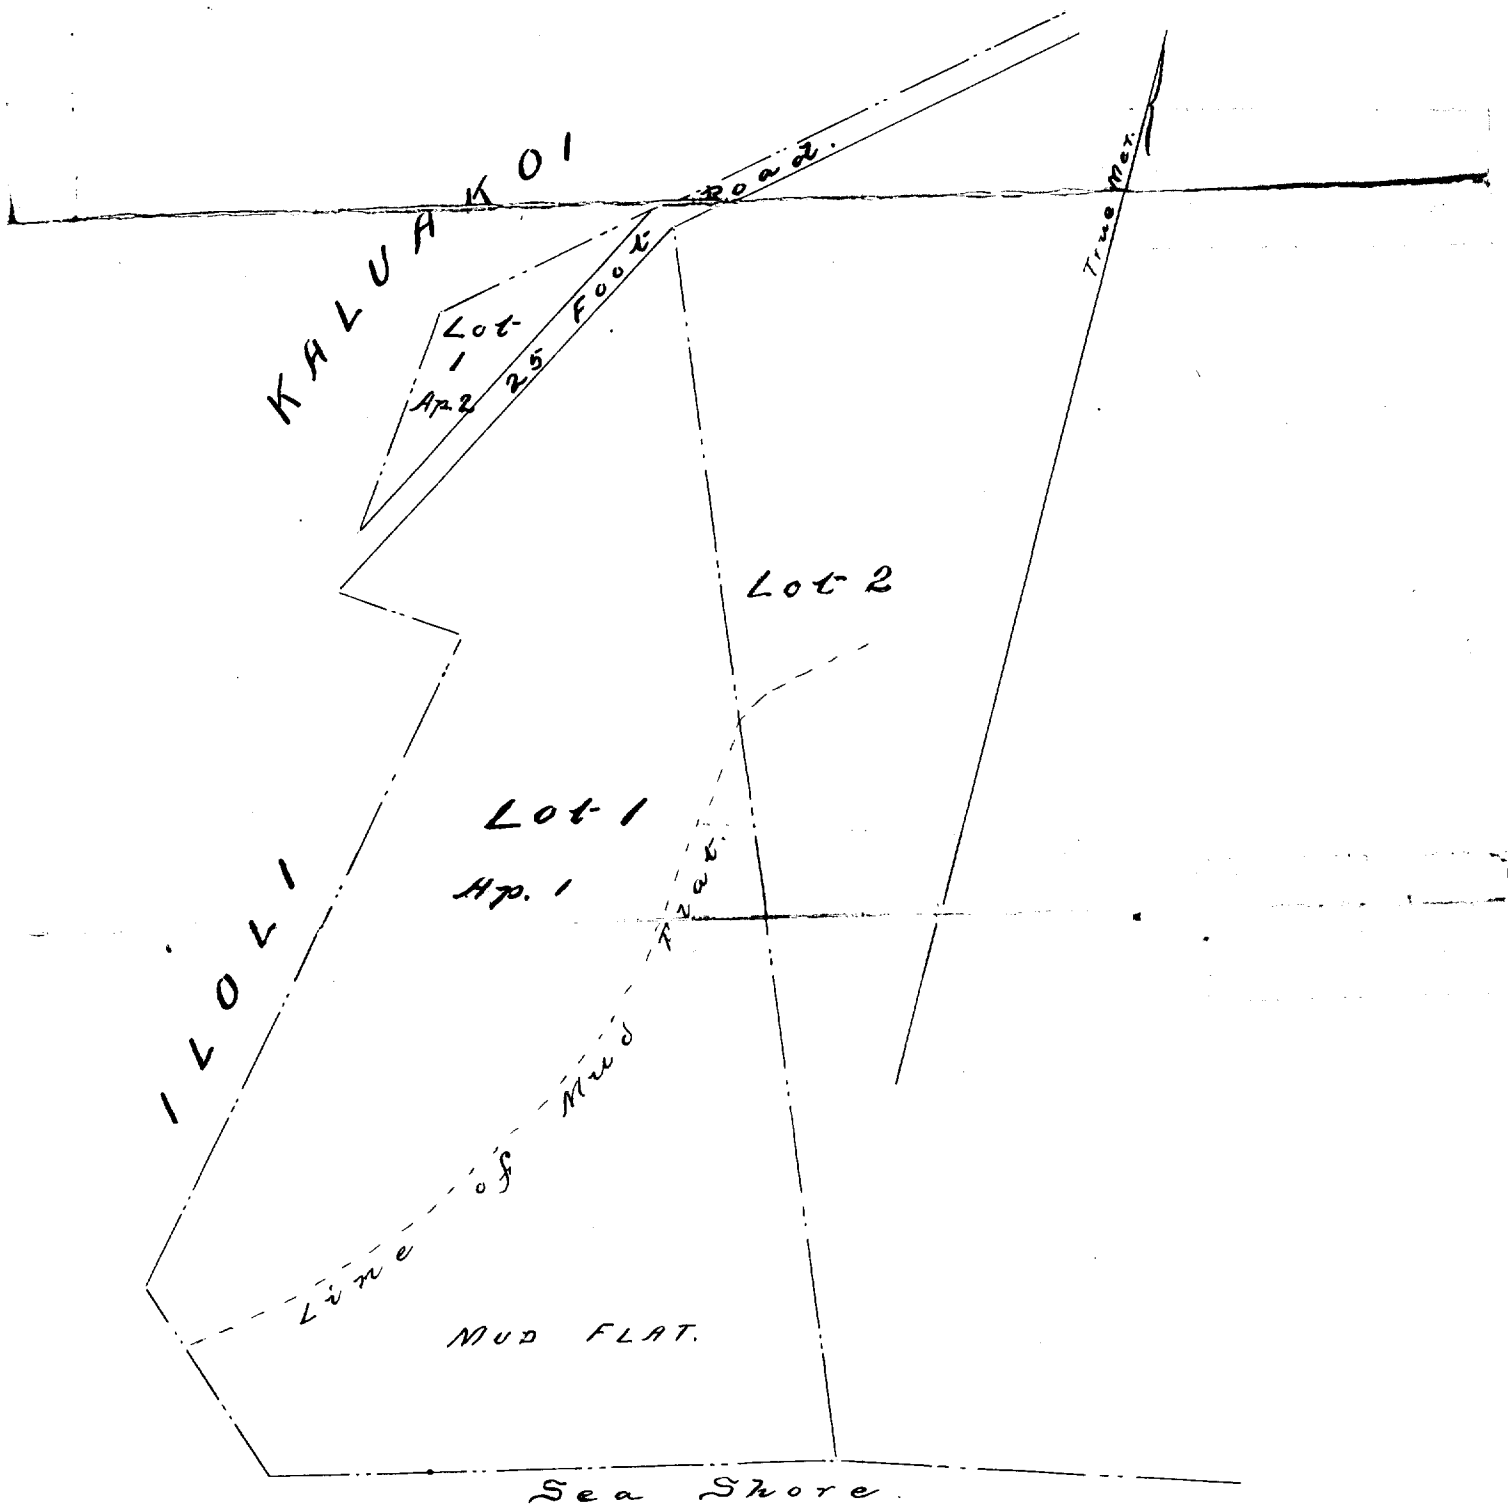 KALUAKOI
25 Foot Road.
True Mer.
Lot
1
Ap. 2
Lot 2
Lot 1
Ap. 1
ILOLI
Line of Mud Flat.
MUD FLAT.
Sea Shore.